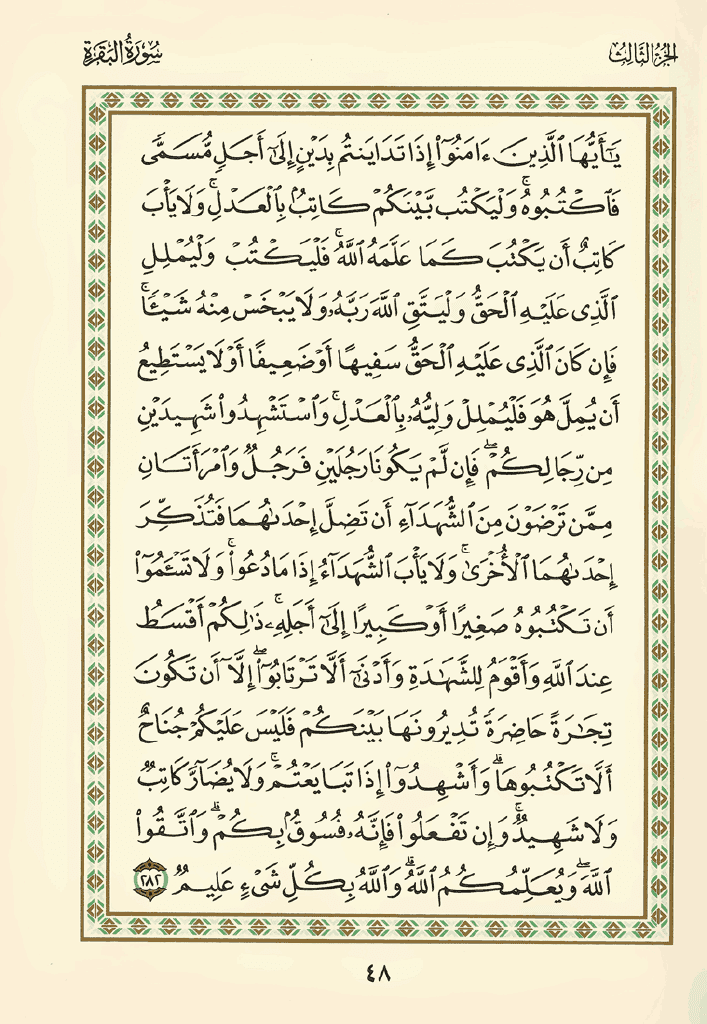 الجزء الثالث
سورة البقرة
يَٰٓأَيُّهَا ٱلَّذِينَ ءَامَنُوٓا۟ إِذَا تَدَايَنتُم بِدَيْنٍ إِلَىٰٓ أَجَلٍ مُّسَمًّى
فَٱكْتُبُوهُ ۚ وَلْيَكْتُب بَّيْنَكُمْ كَاتِبٌۢ بِٱلْعَدْلِ ۚ وَلَا يَأْبَ
كَاتِبٌ أَن يَكْتُبَ كَمَا عَلَّمَهُ ٱللَّهُ ۚ فَلْيَكْتُبْ وَلْيُمْلِلِ
ٱلَّذِى عَلَيْهِ ٱلْحَقُّ وَلْيَتَّقِ ٱللَّهَ رَبَّهُۥ وَلَا يَبْخَسْ مِنْهُ شَيْـًٔا ۚ
فَإِن كَانَ ٱلَّذِى عَلَيْهِ ٱلْحَقُّ سَفِيهًا أَوْ ضَعِيفًا أَوْ لَا يَسْتَطِيعُ
أَن يُمِلَّ هُوَ فَلْيُمْلِلْ وَلِيُّهُۥ بِٱلْعَدْلِ ۚ وَٱسْتَشْهِدُوا۟ شَهِيدَيْنِ
مِن رِّجَالِكُمْ ۖ فَإِن لَّمْ يَكُونَا رَجُلَيْنِ فَرَجُلٌ وَٱمْرَأَتَانِ
مِمَّن تَرْضَوْنَ مِنَ ٱلشُّهَدَآءِ أَن تَضِلَّ إِحْدَىٰهُمَا فَتُذَكِّرَ
إِحْدَىٰهُمَا ٱلْأُخْرَىٰ ۚ وَلَا يَأْبَ ٱلشُّهَدَآءُ إِذَا مَا دُعُوا۟ ۚ وَلَا تَسْـَٔمُوٓا۟
أَن تَكْتُبُوهُ صَغِيرًا أَوْ كَبِيرًا إِلَىٰٓ أَجَلِهِۦ ۚ ذَٰلِكُمْ أَقْسَطُ
عِندَ ٱللَّهِ وَأَقْوَمُ لِلشَّهَٰدَةِ وَأَدْنَىٰٓ أَلَّا تَرْتَابُوٓا۟ ۖ إِلَّآ أَن تَكُونَ
تِجَٰرَةً حَاضِرَةً تُدِيرُونَهَا بَيْنَكُمْ فَلَيْسَ عَلَيْكُمْ جُنَاحٌ
أَلَّا تَكْتُبُوهَا ۗ وَأَشْهِدُوٓا۟ إِذَا تَبَايَعْتُمْ ۚ وَلَا يُضَآرَّ كَاتِبٌ
وَلَا شَهِيدٌ ۚ وَإِن تَفْعَلُوا۟ فَإِنَّهُۥ فُسُوقٌۢ بِكُمْ ۗ وَٱتَّقُوا۟
ٱللَّهَ ۖ وَيُعَلِّمُكُمُ ٱللَّهُ ۗ وَٱللَّهُ بِكُلِّ شَىْءٍ عَلِيمٌ ٢٨٢
٤٨